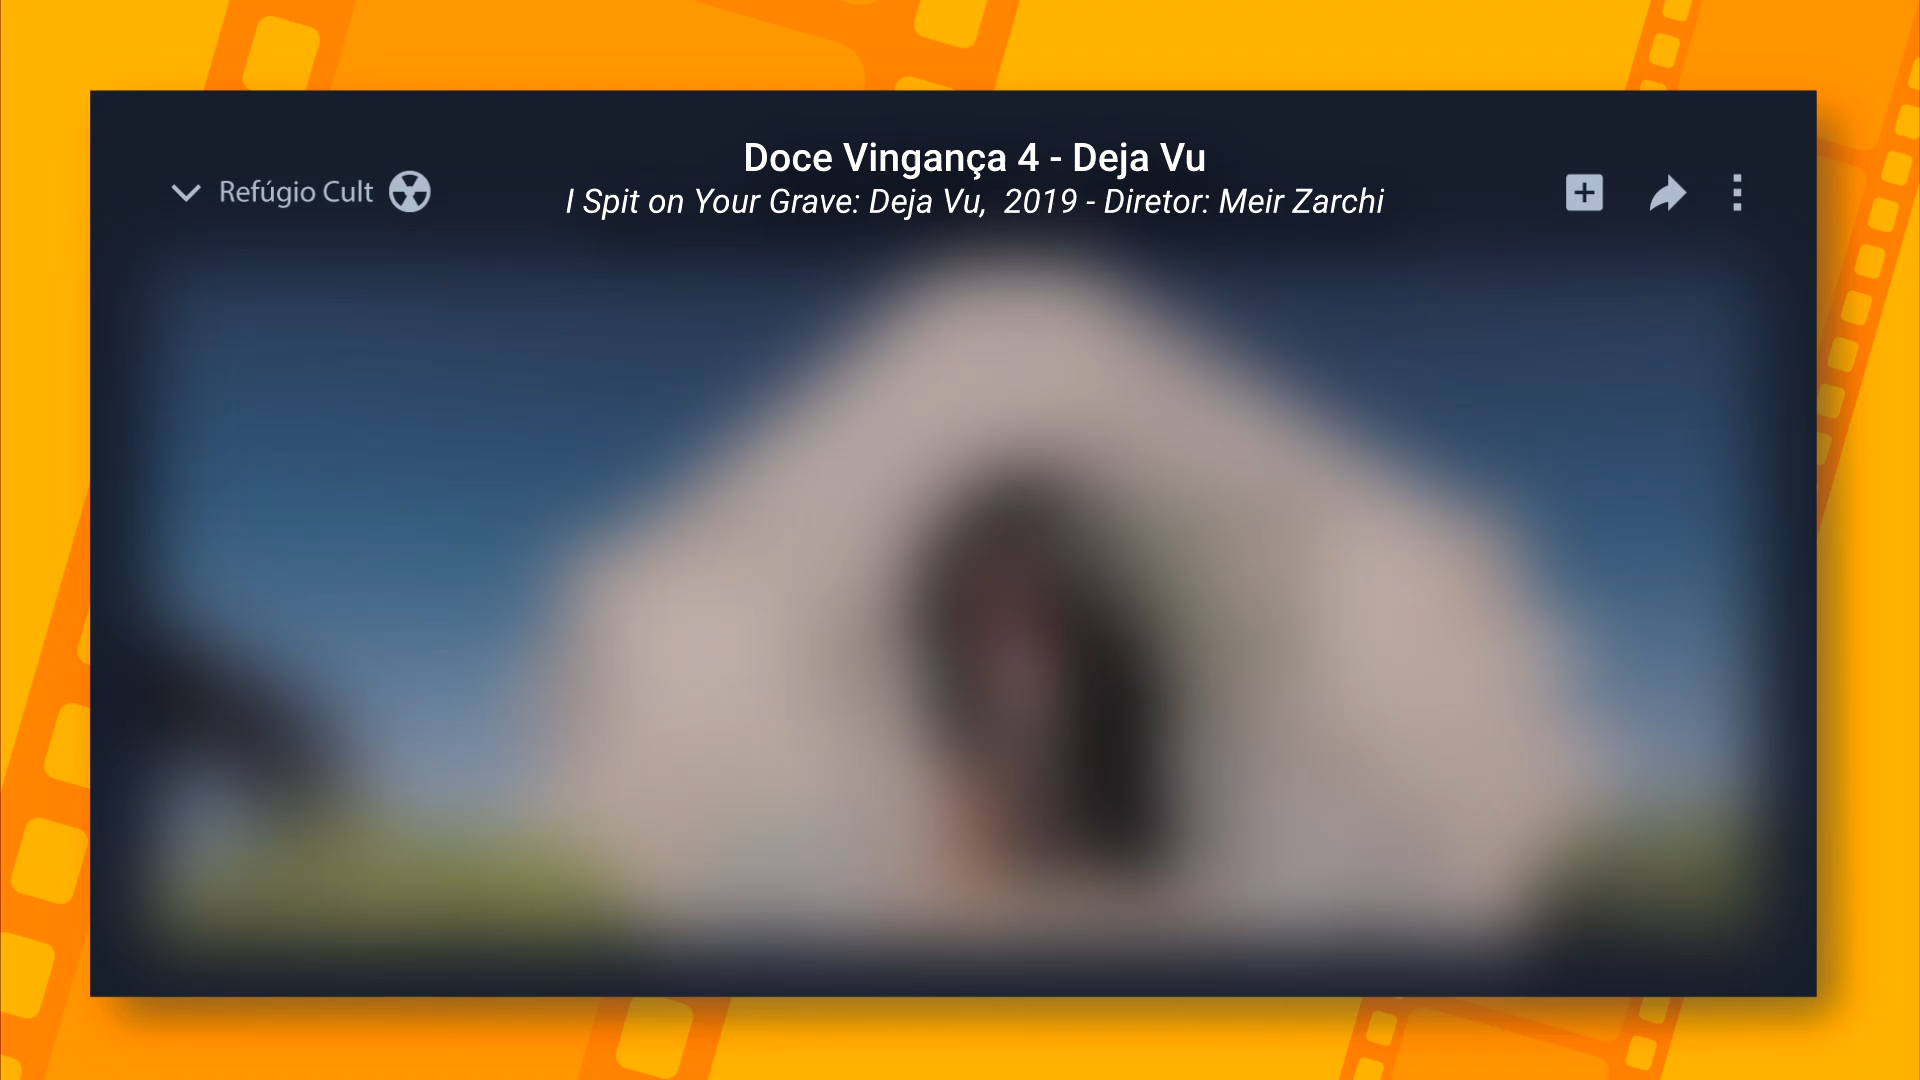 Doce Vingança 4 - Deja Vu
Refúgio Cult
I Spit on Your Grave: Deja Vu, 2019 - Diretor: Meir Zarchi